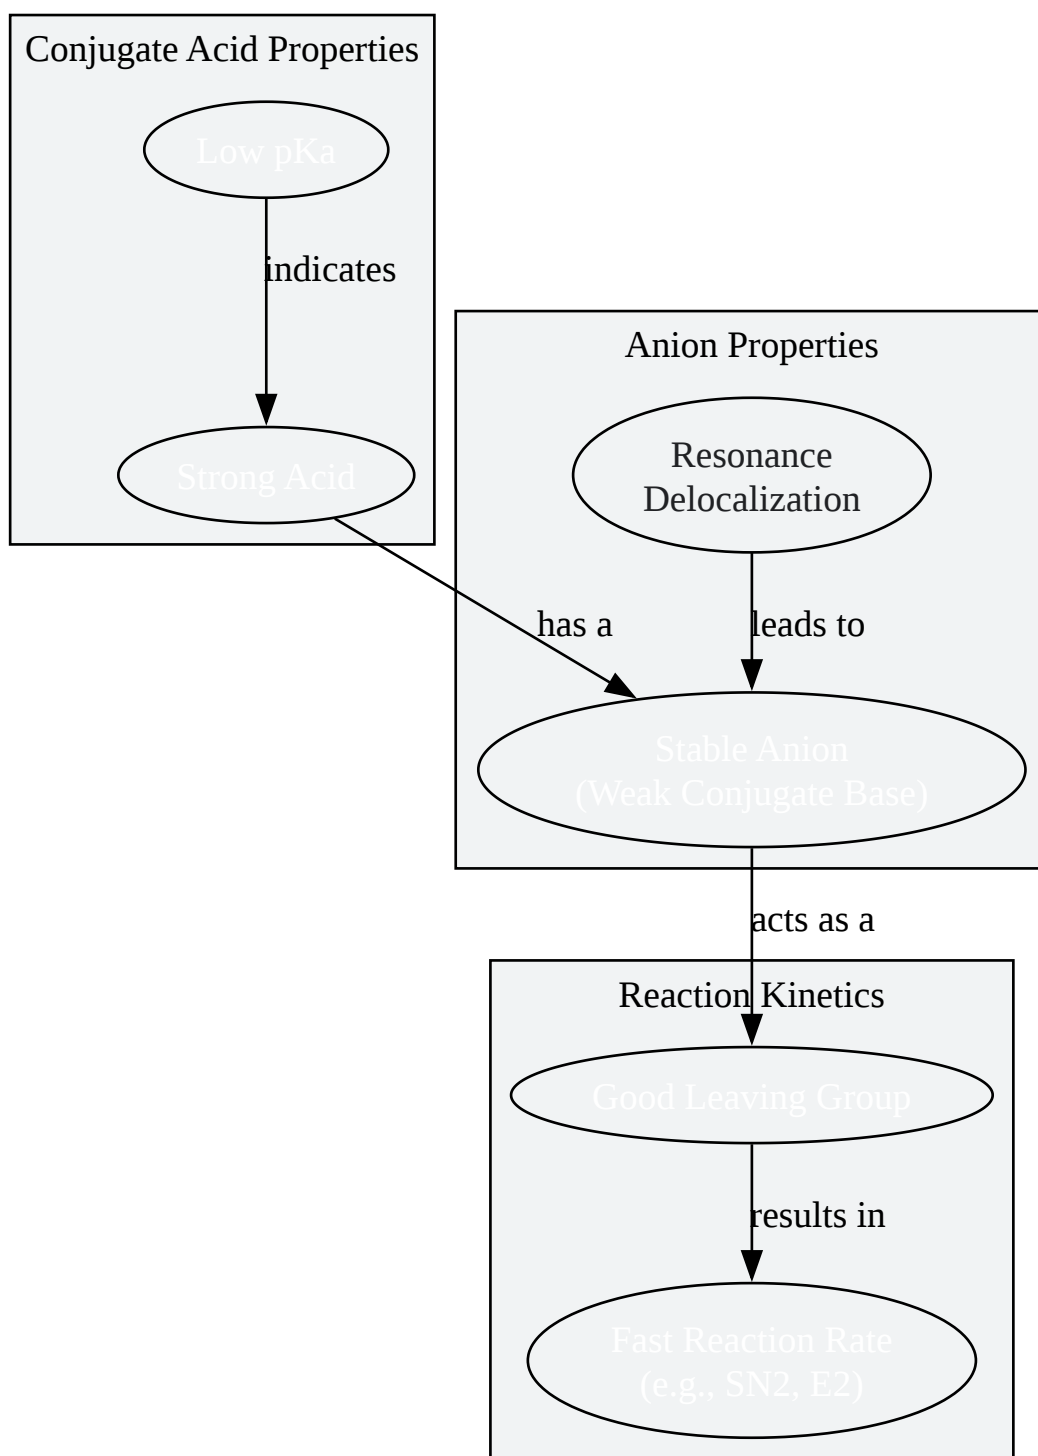 Conjugate Acid Properties
Low pKa
indicates
Strong Acid
Anion Properties
Resonance
Delocalization
has a
leads to
Stable Anion
(Weak Conjugate Base)
acts as a
Reaction Kinetics
Good Leaving Group
results in
Fast Reaction Rate
(e.g., SN2, E2)